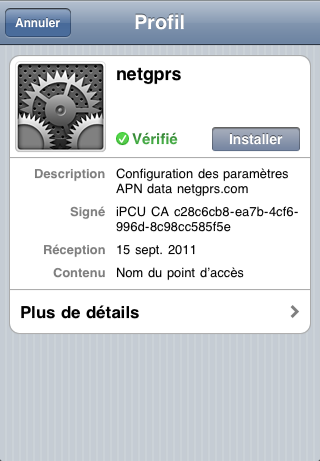 Annuler
Profil
netgprs
Vérifié
Installer
Description Configuration des paramètres
APN data netgprs.com
Signé iPCU CA c28c6cb8-ea7b-4cf6-
996d-8c98cc585f5e
Réception 15 sept. 2011
Contenu Nom du point d'accès
Plus de détails